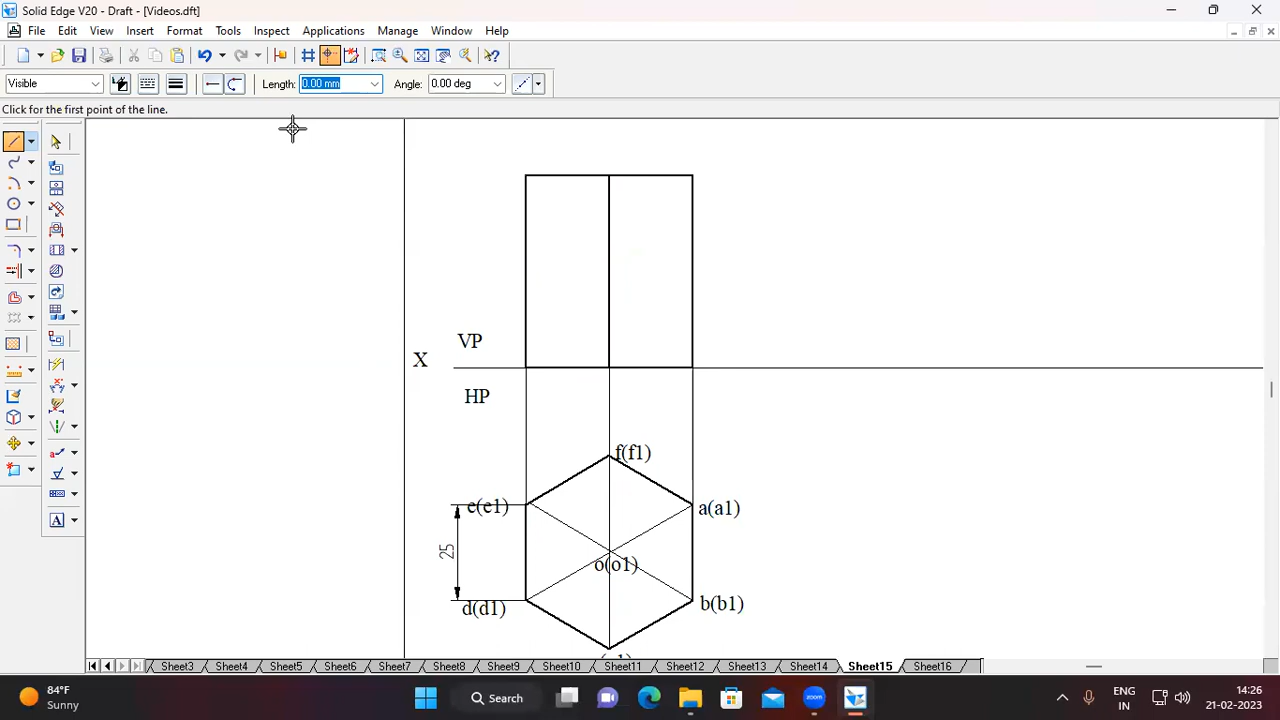 Solid Edge V20 - Draft - [Videos.dft]
File Edit View Insert Format Tools Inspect Applications Manage Window Help
Visible Length: 0.00 mm Angle: 0.00 deg
Click for the first point of the line.
VP
X
HP
f(f1)
e(e1) a(a1)
25
o(o1)
d(d1) b(b1)
Sheet3 Sheet4 Sheet5 Sheet6 Sheet7 Sheet8 Sheet9 Sheet10 Sheet11 Sheet12 Sheet13 Sheet14 Sheet15 Sheet16
84°F
Sunny
Search
zoom
ENG
IN
14:26
21-02-2023